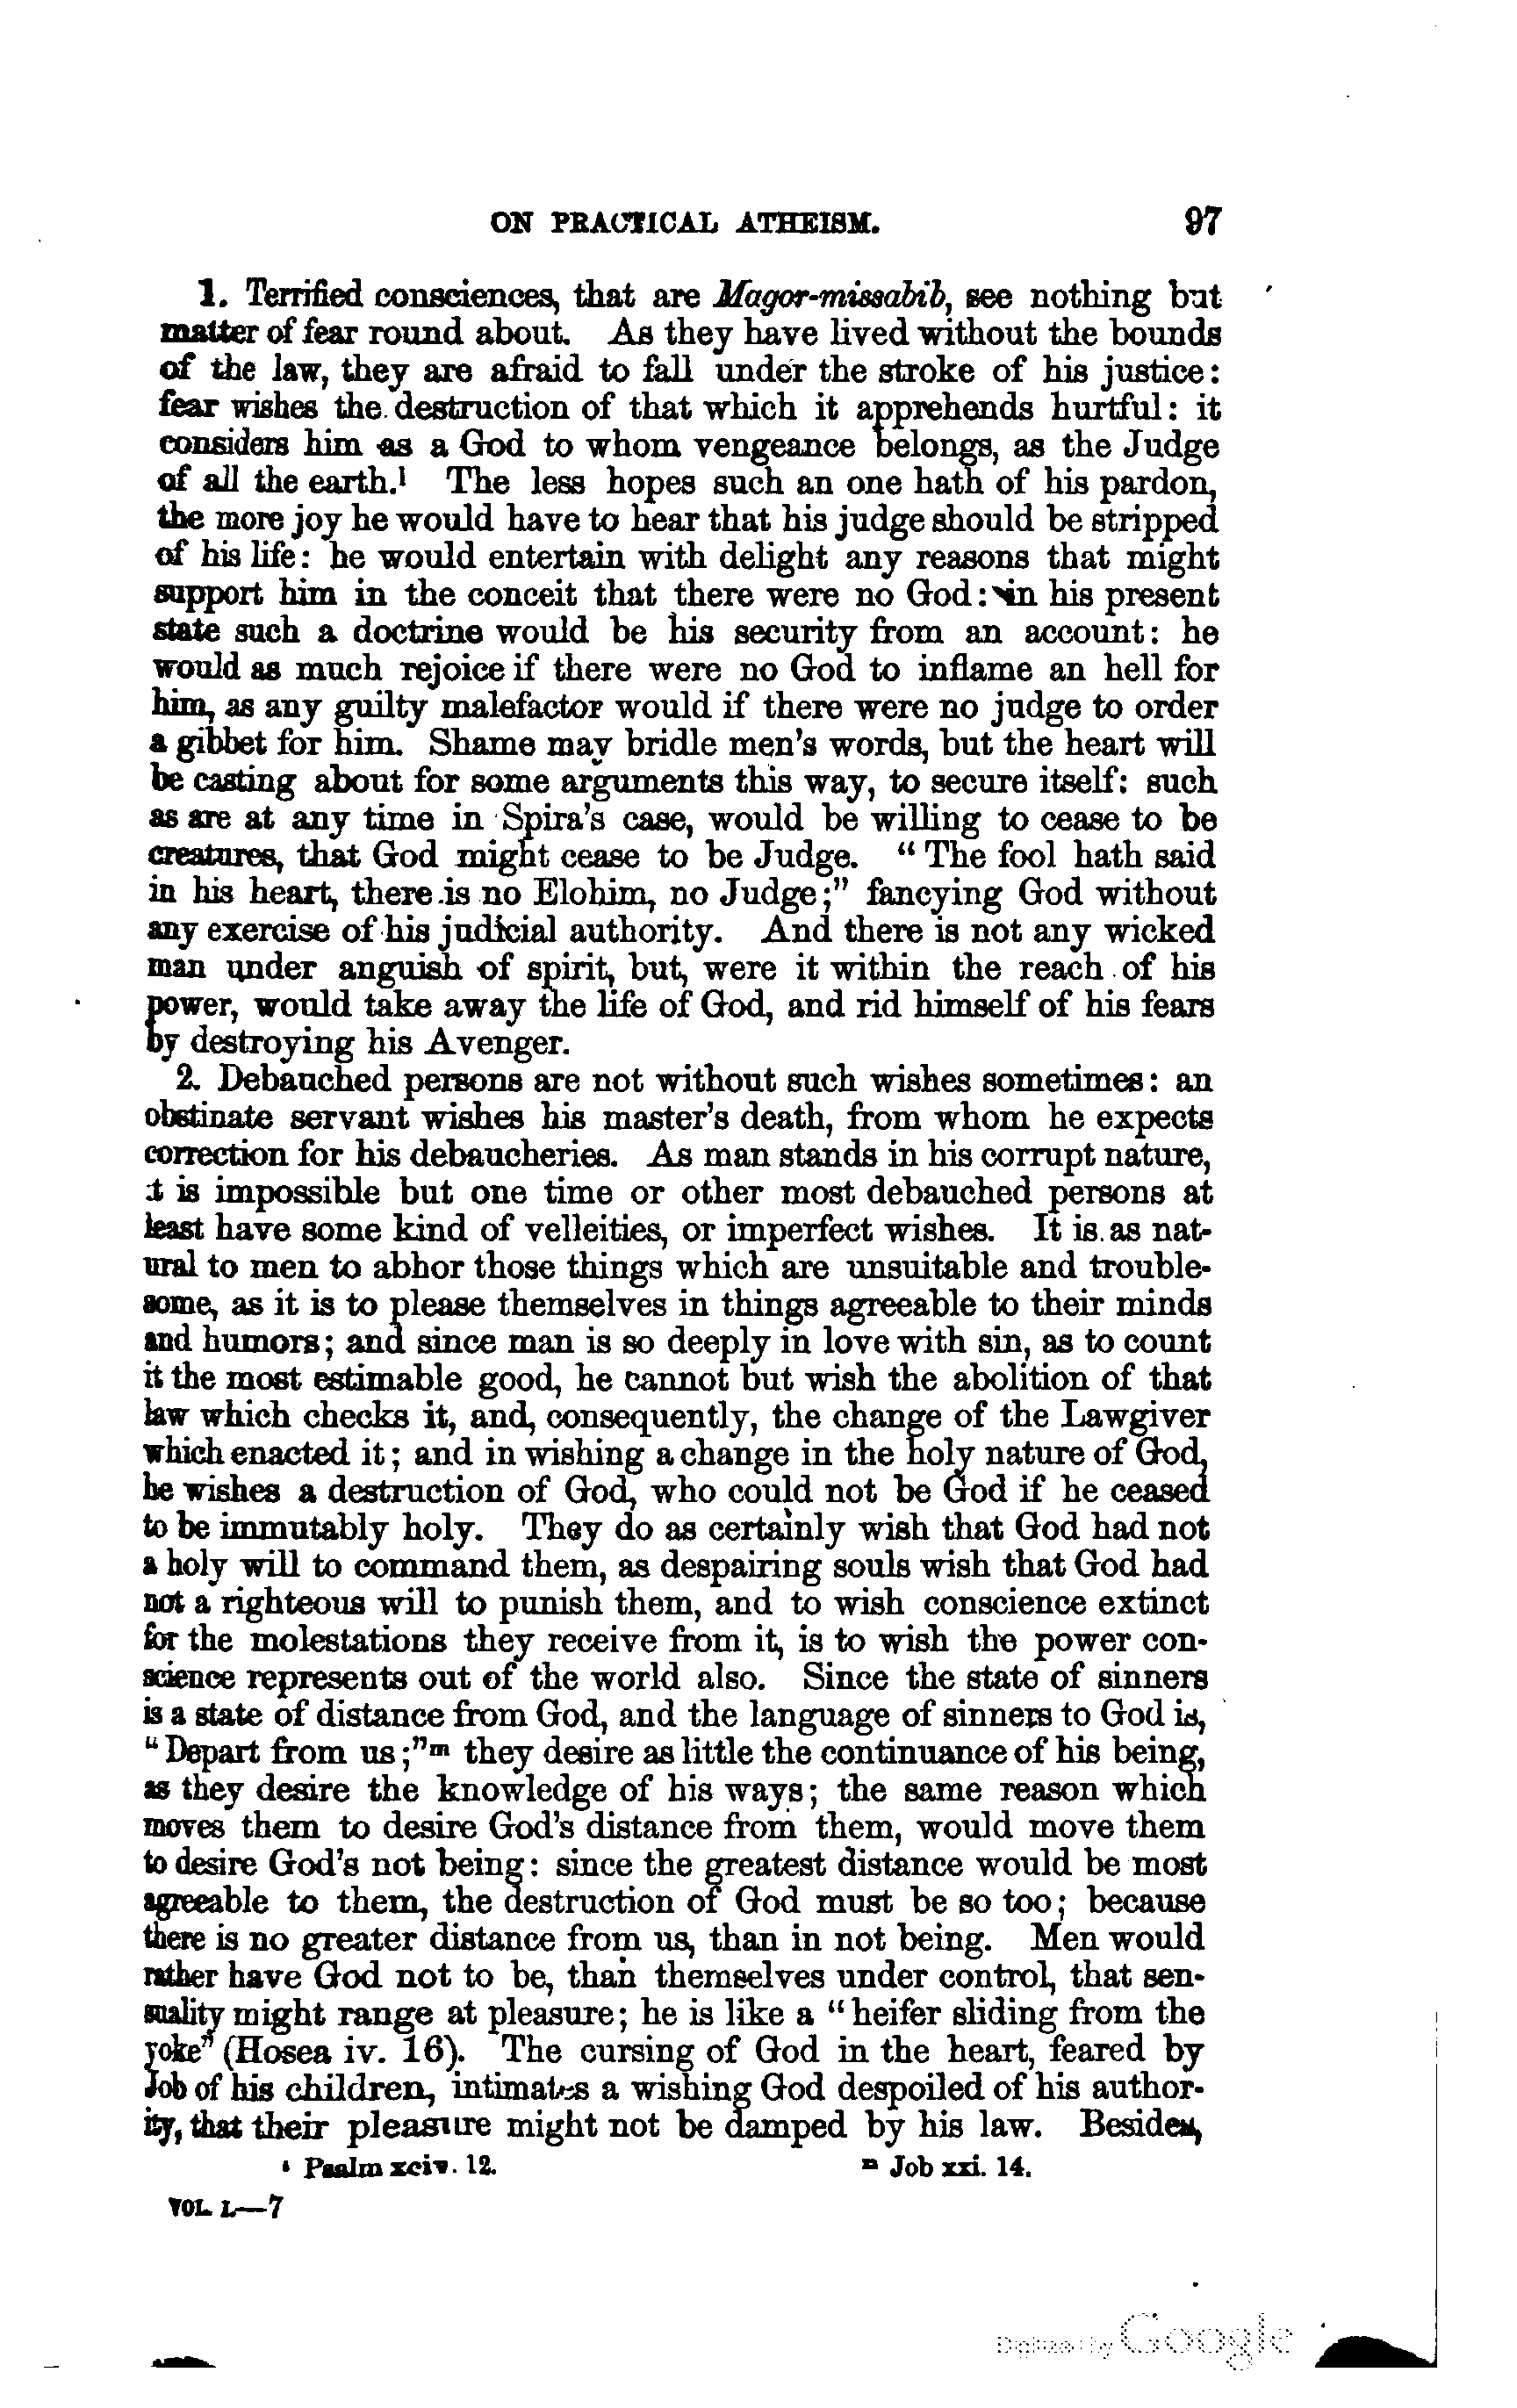 ON PRACTICAL ATHEISM. 97
1. Terrified consciences, that are Magor-missabib, see nothing but
matter of fear round about. As they have lived without the bounds
of the law, they are afraid to fall under the stroke of his justice:
fear wishes the destruction of that which it apprehends hurtful: it
considers him as a God to whom vengeance belongs, as the Judge
of all the earth.l The less hopes such an one hath of his pardon,
the more joy he would have to hear that his judge should be stripped
of his life: he would entertain with delight any reasons that might
support him in the conceit that there were no God: in his present
state such a doctrine would be his security from an account: he
would as much rejoice if there were no God to inflame an hell for
him, as any guilty malefactor would if there were no judge to order
a gibbet for him. Shame may bridle men's words, but the heart will
be casting about for some arguments this way, to secure itself: such
as are at any time in Spira's case, would be willing to cease to be
creatures, that God might cease to be Judge. "The fool hath said
in his heart, there is no Elohim, no Judge;" fancying God without
any exercise of his judicial authority. And there is not any wicked
man under anguish of spirit, but, were it within the reach of his
power, would take away the life of God, and rid himself of his fears
by destroying his Avenger.
2. Debauched persons are not without such wishes sometimes: an
obstinate servant wishes his master's death, from whom he expects
correction for his debaucheries. As man stands in his corrupt nature,
it is impossible but one time or other most debauched persons at
least have some kind of velleities, or imperfect wishes. It is as nat-
ural to men to abhor those things which are unsuitable and trouble-
some, as it is to please themselves in things agreeable to their minds
and humors; and since man is so deeply in love with sin, as to count
it the most estimable good, he cannot but wish the abolition of that
law which checks it, and, consequently, the change of the Lawgiver
which enacted it; and in wishing a change in the holy nature of God,
he wishes a destruction of God, who could not be God if he ceased
to be immutably holy. They do as certainly wish that God had not
a holy will to command them, as despairing souls wish that God had
not a righteous will to punish them, and to wish conscience extinct
for the molestations they receive from it, is to wish the power con-
science represents out of the world also. Since the state of sinners
is a state of distance from God, and the language of sinners to God is,
"Depart from us;"m they desire as little the continuance of his being,
as they desire the knowledge of his ways; the same reason which
moves them to desire God's distance from them, would move them
to desire God's not being: since the greatest distance would be most
agreeable to them, the destruction of God must be so too; because
there is no greater distance from us, than in not being. Men would
rather have God not to be, than themselves under control, that sen-
suality might range at pleasure; he is like a "heifer sliding from the
yoke" (Hosea iv. 16). The cursing of God in the heart, feared by
Job of his children, intimates a wishing God despoiled of his author-
ity, that their pleasure might not be damped by his law. Besides,
l Psalm xciv. 12. m Job xxi. 14.
VOL. I.—7
Digitized by Google